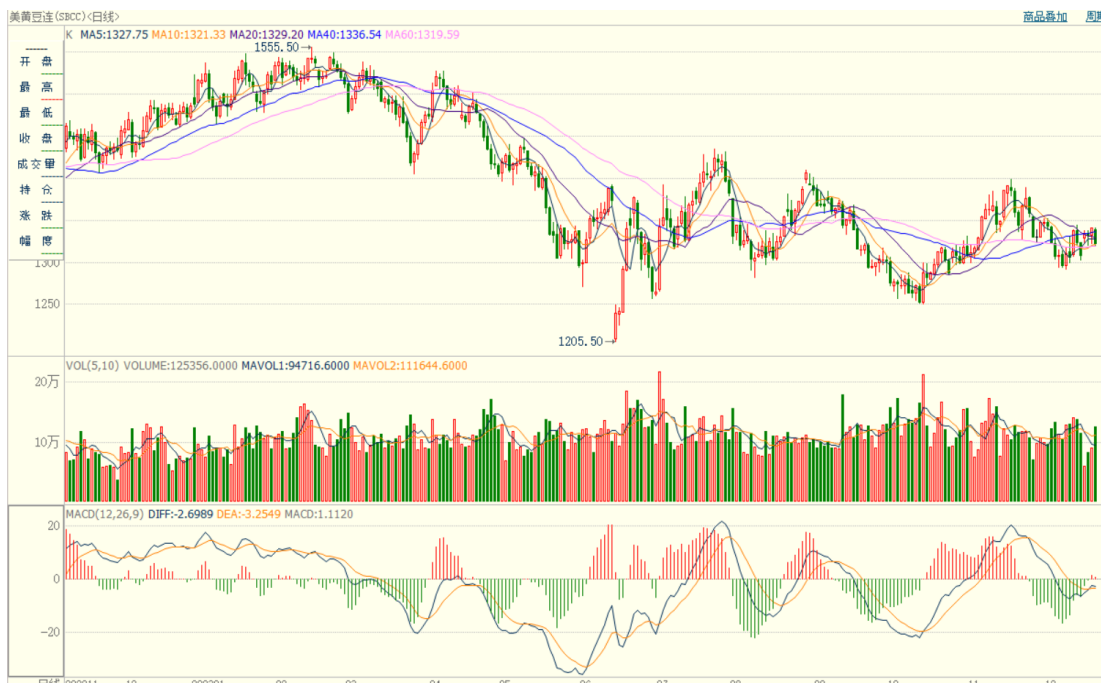 美黄豆连(SBCC)<日线> 商品叠加 周期
K MA5:1327.75 MA10:1321.33 MA20:1329.20 MA40:1336.54 MA60:1319.59
1555.50
开 盘
最 高
最 低
收 盘
成交量
持 仓
涨 跌
幅 度
1300
1250
1205.50
VOL(5,10) VOLUME:125356.0000 MAVOL1:94716.6000 MAVOL2:111644.6000
20万
10万
MACD(12,26,9) DIFF:-2.6989 DEA:-3.2549 MACD:1.1120
20
0
-20